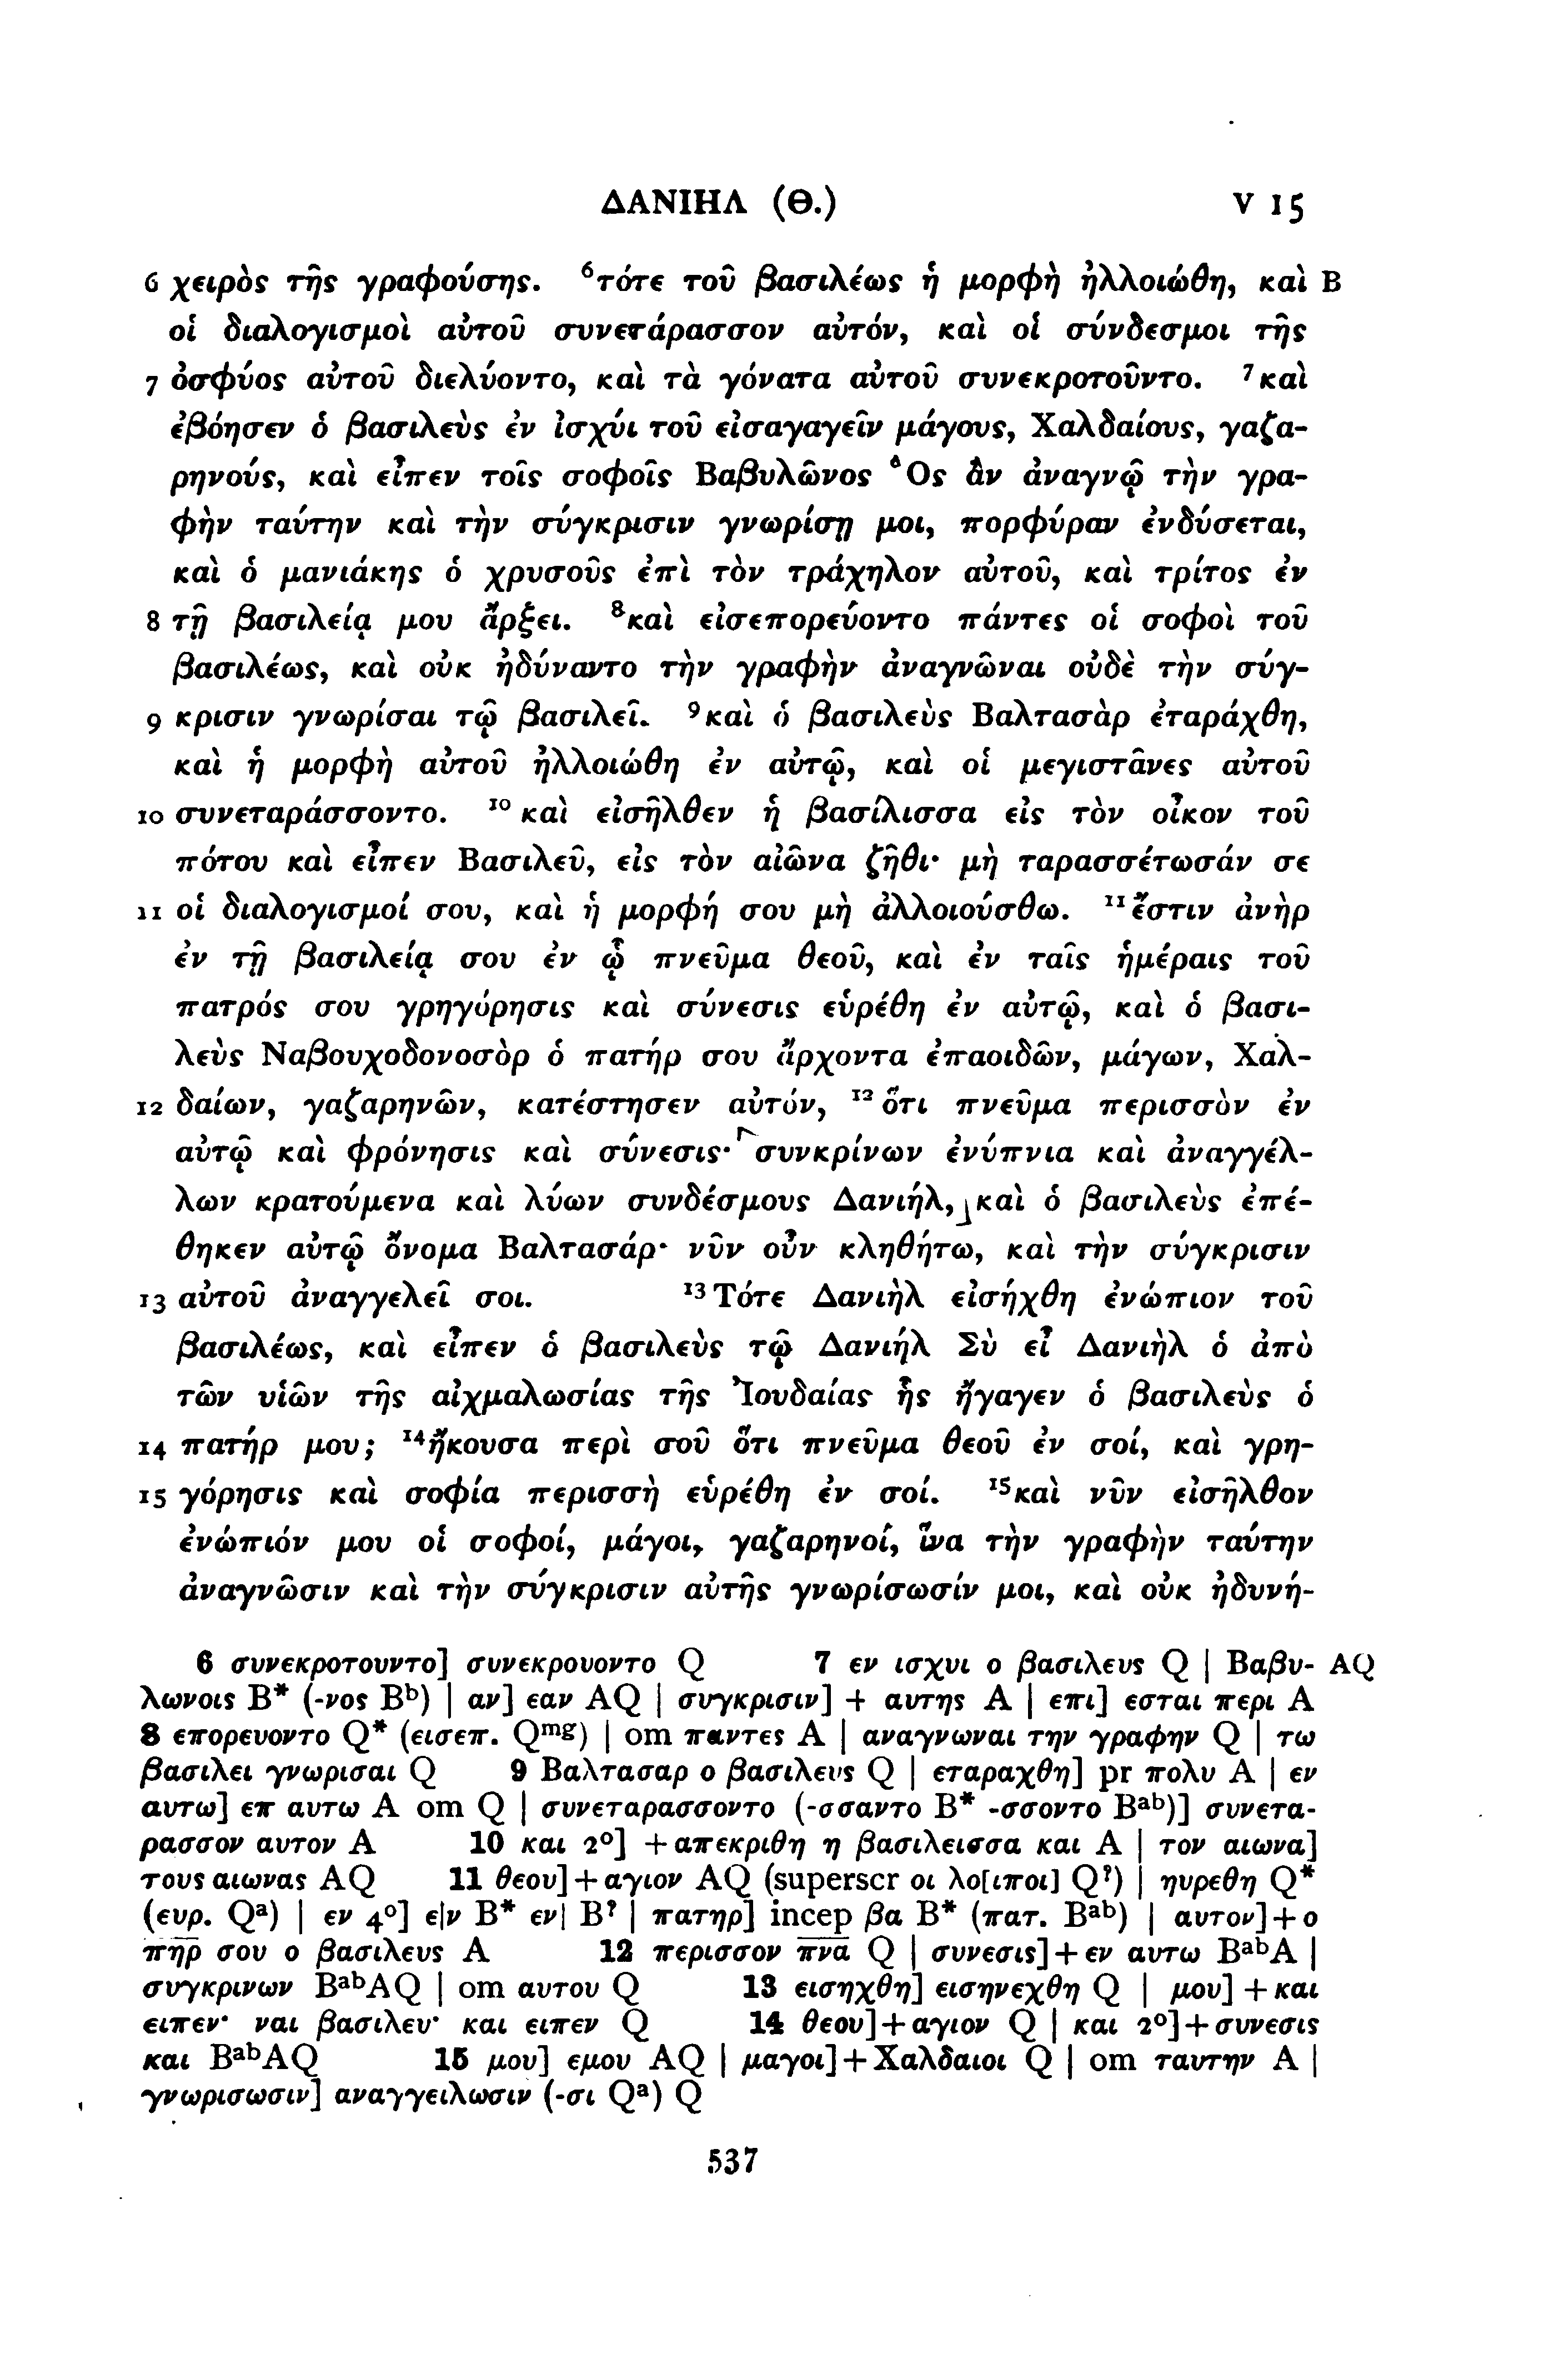 ΔΑΝΙΗΛ (Θ.) V 15
6 χειρὸς τῆς γραφούσης. ⁶τότε τοῦ βασιλέως ἡ μορφὴ ἠλλοιώθη, καὶ B
οἱ διαλογισμοὶ αὐτοῦ συνετάρασσον αὐτόν, καὶ οἱ σύνδεσμοι τῆς
7 ὀσφύος αὐτοῦ διελύοντο, καὶ τὰ γόνατα αὐτοῦ συνεκροτοῦντο. ⁷καὶ
ἐβόησεν ὁ βασιλεὺς ἐν ἰσχύι τοῦ εἰσαγαγεῖν μάγους, Χαλδαίους, γαζα-
ρηνούς, καὶ εἶπεν τοῖς σοφοῖς Βαβυλῶνος Ὃς ἂν ἀναγνῷ τὴν γρα-
φὴν ταύτην καὶ τὴν σύγκρισιν γνωρίσῃ μοι, πορφύραν ἐνδύσεται,
καὶ ὁ μανιάκης ὁ χρυσοῦς ἐπὶ τὸν τράχηλον αὐτοῦ, καὶ τρίτος ἐν
8 τῇ βασιλείᾳ μου ἄρξει. ⁸καὶ εἰσεπορεύοντο πάντες οἱ σοφοὶ τοῦ
βασιλέως, καὶ οὐκ ἠδύναντο τὴν γραφὴν ἀναγνῶναι οὐδὲ τὴν σύγ-
9 κρισιν γνωρίσαι τῷ βασιλεῖ. ⁹καὶ ὁ βασιλεὺς Βαλτασὰρ ἐταράχθη,
καὶ ἡ μορφὴ αὐτοῦ ἠλλοιώθη ἐν αὐτῷ, καὶ οἱ μεγιστᾶνες αὐτοῦ
10 συνεταράσσοντο. ¹⁰καὶ εἰσῆλθεν ἡ βασίλισσα εἰς τὸν οἶκον τοῦ
πότου καὶ εἶπεν Βασιλεῦ, εἰς τὸν αἰῶνα ζῆθι· μὴ ταρασσέτωσάν σε
11 οἱ διαλογισμοί σου, καὶ ἡ μορφή σου μὴ ἀλλοιούσθω. ¹¹ἔστιν ἀνὴρ
ἐν τῇ βασιλείᾳ σου ἐν ᾧ πνεῦμα θεοῦ, καὶ ἐν ταῖς ἡμέραις τοῦ
πατρός σου γρηγόρησις καὶ σύνεσις εὑρέθη ἐν αὐτῷ, καὶ ὁ βασι-
λεὺς Ναβουχοδονοσὸρ ὁ πατήρ σου ἄρχοντα ἐπαοιδῶν, μάγων, Χαλ-
12 δαίων, γαζαρηνῶν, κατέστησεν αὐτόν, ¹²ὅτι πνεῦμα περισσὸν ἐν
αὐτῷ καὶ φρόνησις καὶ σύνεσις· συνκρίνων ἐνύπνια καὶ ἀναγγέλ-
λων κρατούμενα καὶ λύων συνδέσμους Δανιήλ, καὶ ὁ βασιλεὺς ἐπέ-
θηκεν αὐτῷ ὄνομα Βαλτασάρ· νῦν οὖν κληθήτω, καὶ τὴν σύγκρισιν
13 αὐτοῦ ἀναγγελεῖ σοι. ¹³Τότε Δανιὴλ εἰσήχθη ἐνώπιον τοῦ
βασιλέως, καὶ εἶπεν ὁ βασιλεὺς τῷ Δανιήλ Σὺ εἶ Δανιὴλ ὁ ἀπὸ
τῶν υἱῶν τῆς αἰχμαλωσίας τῆς Ἰουδαίας ἧς ἤγαγεν ὁ βασιλεὺς ὁ
14 πατήρ μου; ¹⁴ἤκουσα περὶ σοῦ ὅτι πνεῦμα θεοῦ ἐν σοί, καὶ γρη-
15 γόρησις καὶ σοφία περισσὴ εὑρέθη ἐν σοί. ¹⁵καὶ νῦν εἰσῆλθον
ἐνώπιόν μου οἱ σοφοί, μάγοι, γαζαρηνοί, ἵνα τὴν γραφὴν ταύτην
ἀναγνῶσιν καὶ τὴν σύγκρισιν αὐτῆς γνωρίσωσίν μοι, καὶ οὐκ ἠδυνή-
6 συνεκροτουντο] συνεκρουοντο Q 7 εν ισχυι ο βασιλευς Q | Βαβυ- AQ
λωνοις B* (-νος Bᵇ) | αν] εαν AQ | συγκρισιν] + αυτης A | επι] εσται περι A
8 επορευοντο Q* (εισεπ. Qᵐᵍ) | om παντες A | αναγνωναι την γραφην Q | τω
βασιλει γνωρισαι Q 9 Βαλτασαρ ο βασιλευς Q | εταραχθη] pr πολυ A | εν
αυτω] επ αυτω A om Q | συνεταρασσοντο (-σσαντο B* -σσοντο Bᵃᵇ)] συνετα-
ρασσον αυτον A 10 και 2°] + απεκριθη η βασιλεισσα και A | τον αιωνα]
τους αιωνας AQ 11 θεου] + αγιον AQ (superscr οι λο[ιποι] Q?) | ηυρεθη Q*
(ευρ. Qᵃ) | εν 4°] ε|ν B* εν| B? | πατηρ] incep βα B* (πατ. Bᵃᵇ) | αυτον] + ο
π̅η̅ρ̅ σου ο βασιλευς A 12 περισσον π̅ν̅α̅ Q | συνεσις] + εν αυτω BᵃᵇA |
συγκρινων BᵃᵇAQ | om αυτου Q 13 εισηχθη] εισηνεχθη Q | μου] + και
ειπεν· ναι βασιλευ· και ειπεν Q 14 θεου] + αγιον Q | και 2°] + συνεσις
και BᵃᵇAQ 15 μου] εμου AQ | μαγοι] + Χαλδαιοι Q | om ταυτην A |
γνωρισωσιν] αναγγειλωσιν (-σι Qᵃ) Q
537